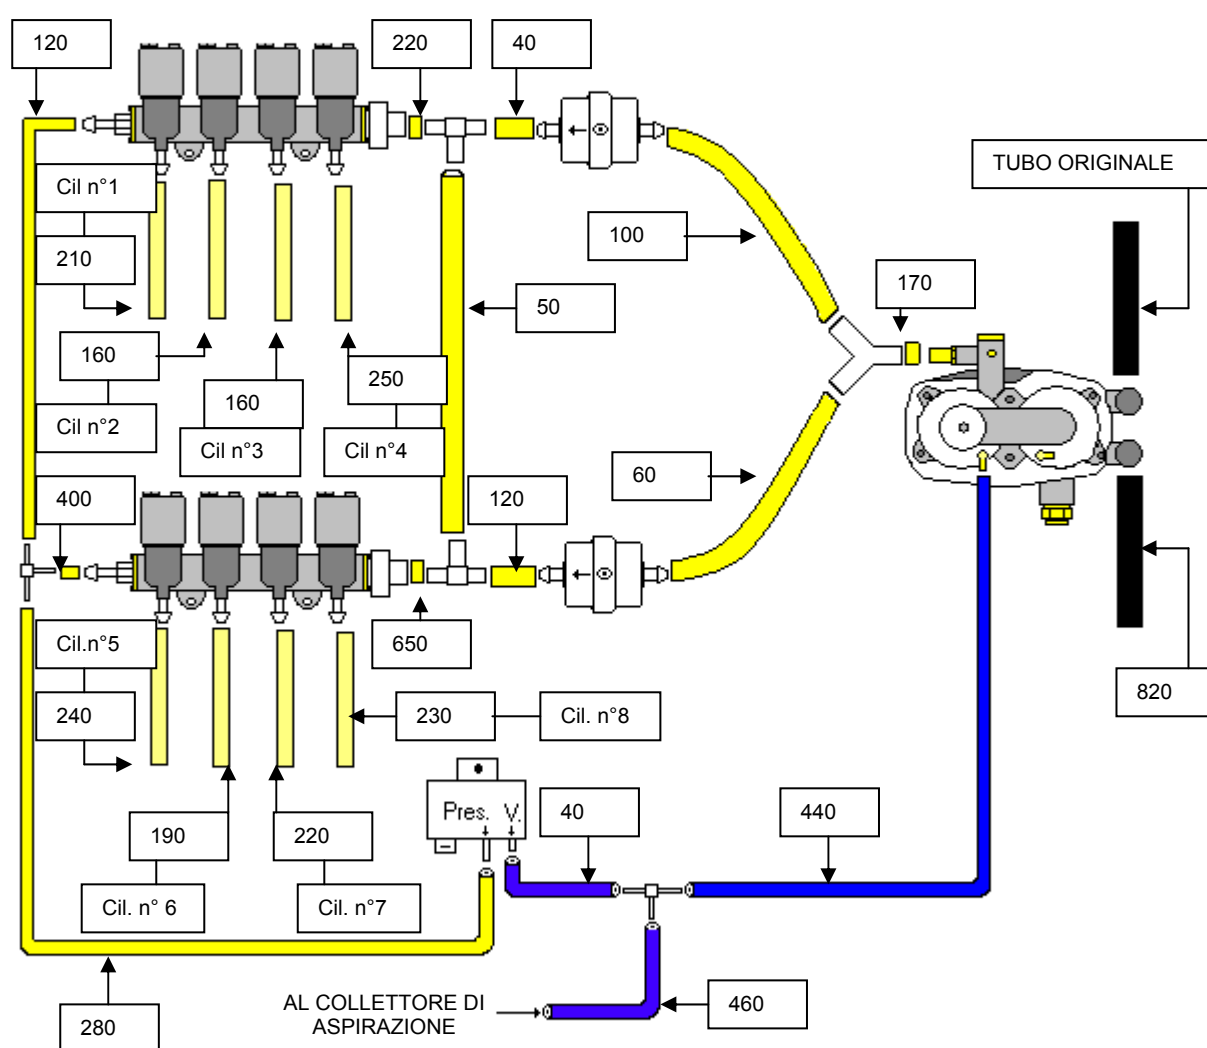 120
220
40
TUBO ORIGINALE
Cil n°1
210
100
170
50
160
250
160
Cil n°2
Cil n°3
Cil n°4
60
400
120
Cil.n°5
650
240
230
Cil. n°8
820
Pres. V.
190
220
40
440
Cil. n° 6
Cil. n°7
AL COLLETTORE DI
ASPIRAZIONE
460
280